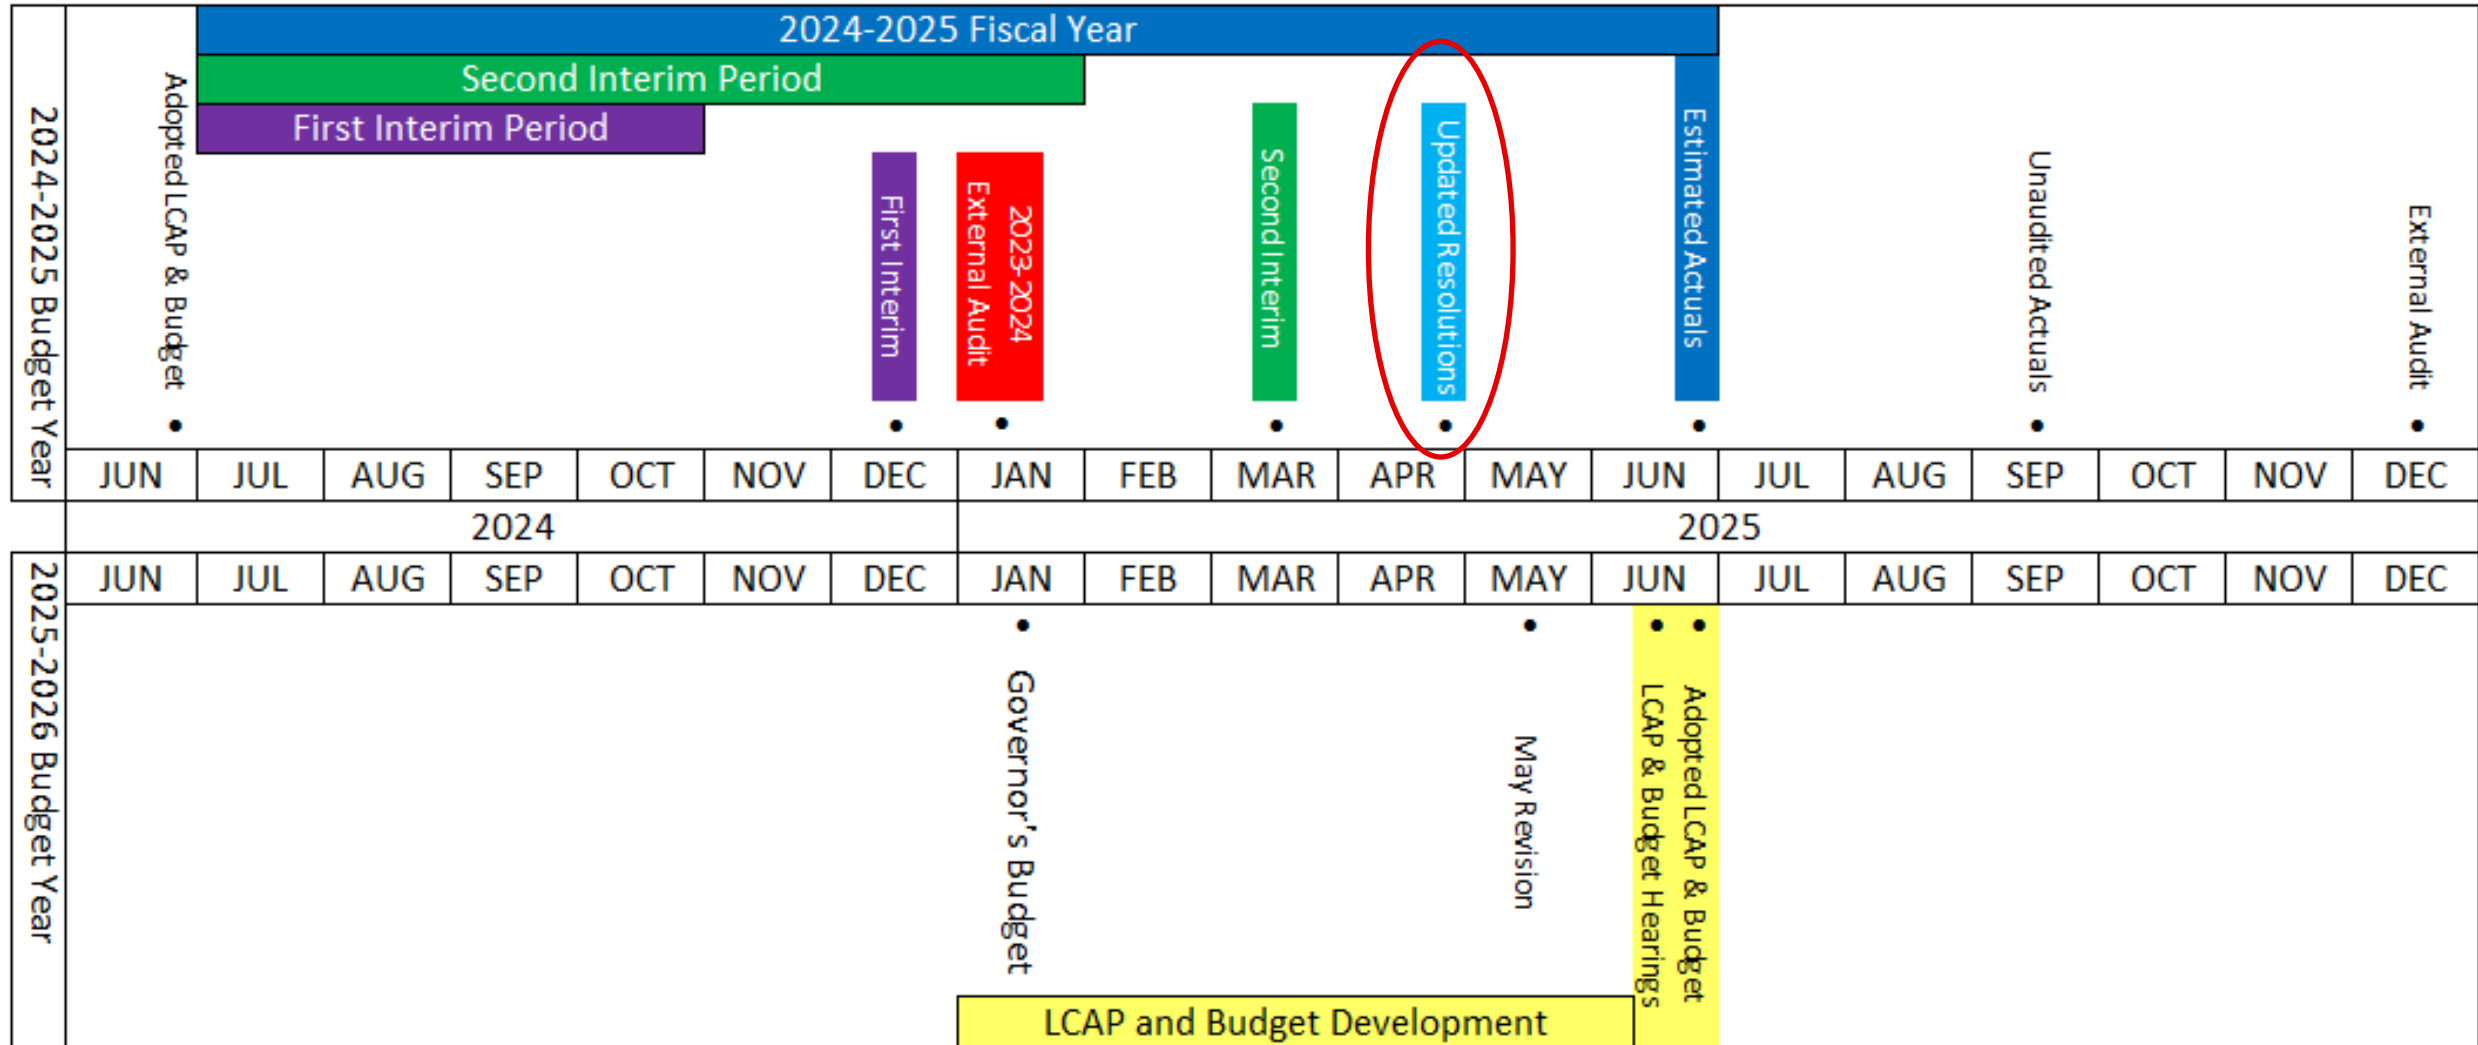 2024-2025 Budget Year
2024-2025 Fiscal Year
Second Interim Period
First Interim Period
Adopted LCAP & Budget
First Interim
2023-2024
External Audit
Second Interim
Updated Resolutions
Estimated Actuals
Unaudited Actuals
External Audit
JUN JUL AUG SEP OCT NOV DEC JAN FEB MAR APR MAY JUN JUL AUG SEP OCT NOV DEC
2024 2025
JUN JUL AUG SEP OCT NOV DEC JAN FEB MAR APR MAY JUN JUL AUG SEP OCT NOV DEC
2025-2026 Budget Year
Governor's Budget
May Revision
LCAP & Budget Hearings
Adopted LCAP & Budget
LCAP and Budget Development